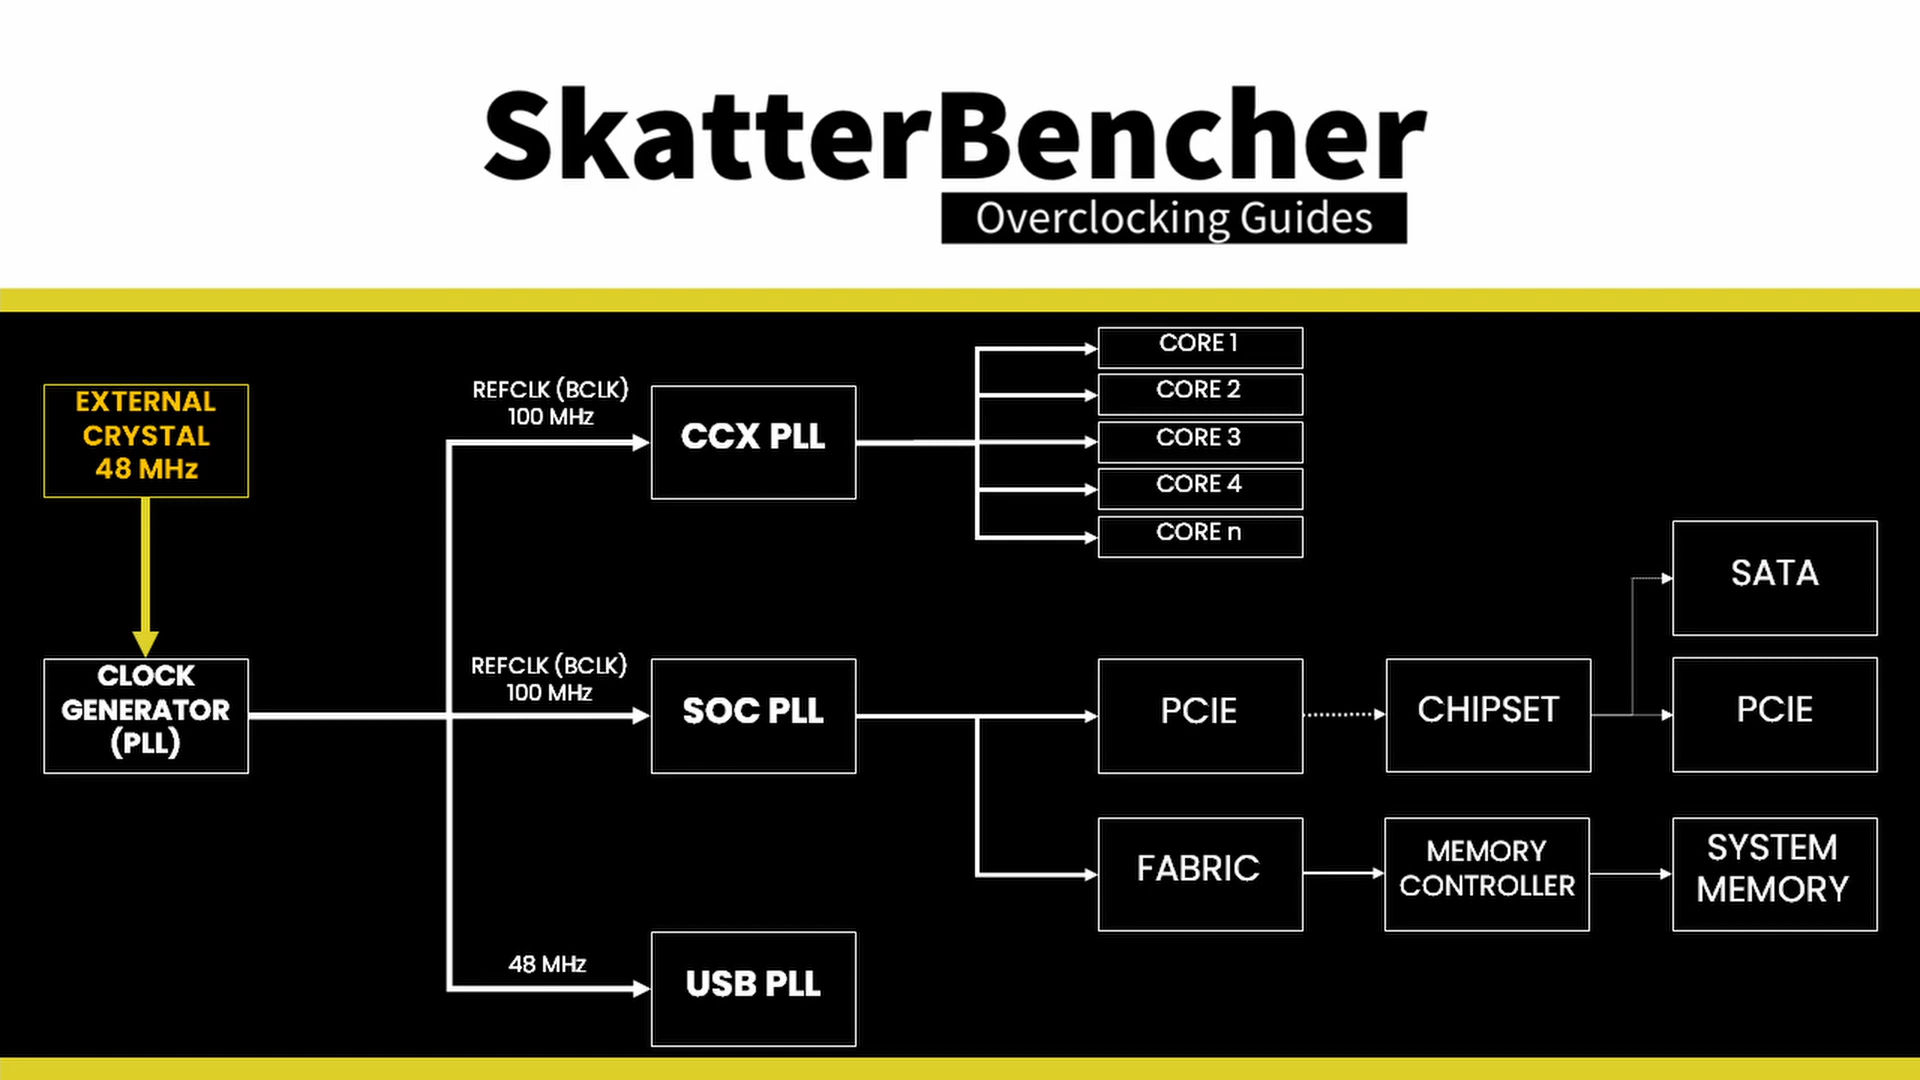 SkatterBencher
Overclocking Guides
EXTERNAL
CRYSTAL
48 MHz
CLOCK
GENERATOR
(PLL)
REFCLK (BCLK)
100 MHz
CCX PLL
CORE 1
CORE 2
CORE 3
CORE 4
CORE n
REFCLK (BCLK)
100 MHz
SOC PLL
PCIE
CHIPSET
SATA
PCIE
FABRIC
MEMORY
CONTROLLER
SYSTEM
MEMORY
48 MHz
USB PLL